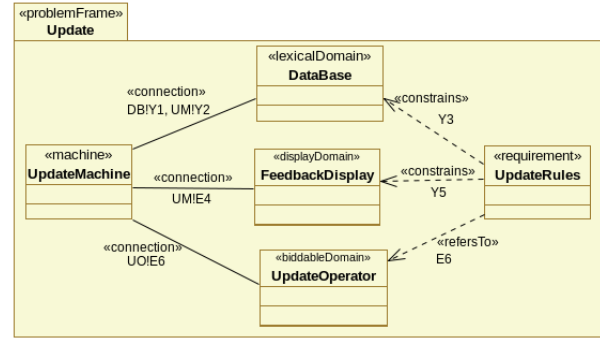 «problemFrame»
Update
«lexicalDomain»
DataBase
«connection»
DB!Y1, UM!Y2
«constrains»
Y3
«machine»
UpdateMachine
«connection»
UM!E4
«displayDomain»
FeedbackDisplay
«constrains»
Y5
«requirement»
UpdateRules
«connection»
UO!E6
«biddableDomain»
UpdateOperator
«refersTo»
E6